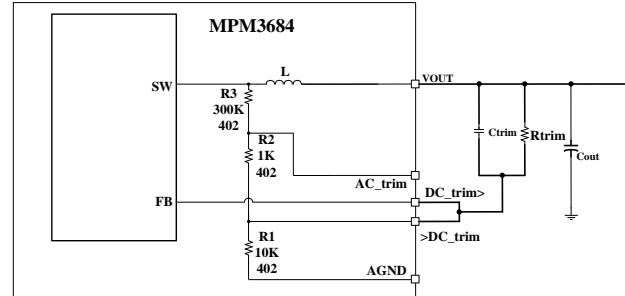 MPM3684
SW
L
VOUT
R3
300K
402
R2
1K
402
Ctrim
Rtrim
Cout
AC_trim
FB
DC_trim>
>DC_trim
R1
10K
402
AGND